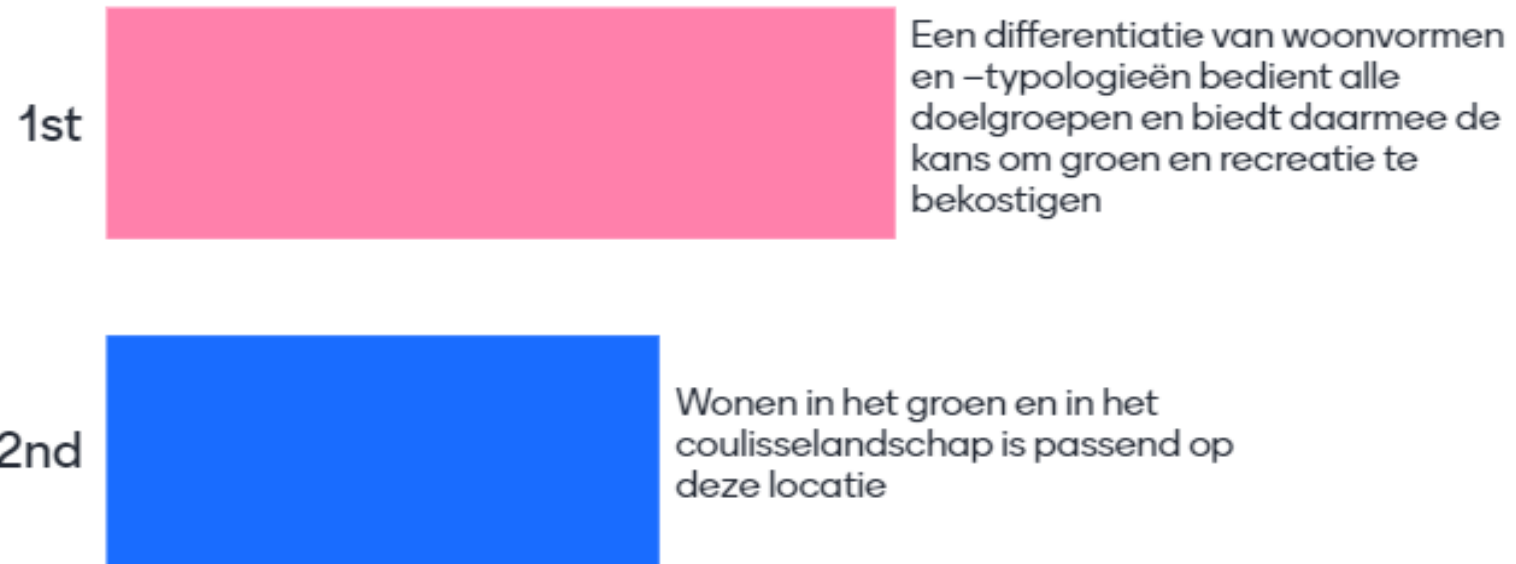 1st
Een differentiatie van woonvormen
en –typologieën bedient alle
doelgroepen en biedt daarmee de
kans om groen en recreatie te
bekostigen
2nd
Wonen in het groen en in het
coulisselandschap is passend op
deze locatie